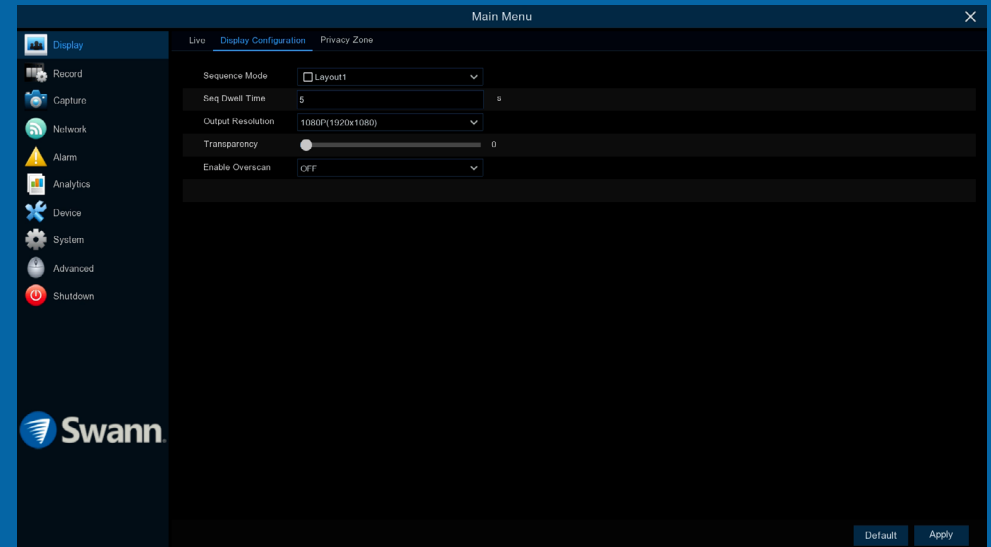 Main Menu
Live Display Configuration Privacy Zone
Display
Record
Capture
Network
Alarm
Analytics
Device
System
Advanced
Shutdown
Swann.
Sequence Mode Layout1
Seq Dwell Time 5 s
Output Resolution 1080P(1920x1080)
Transparency 0
Enable Overscan OFF
Default Apply